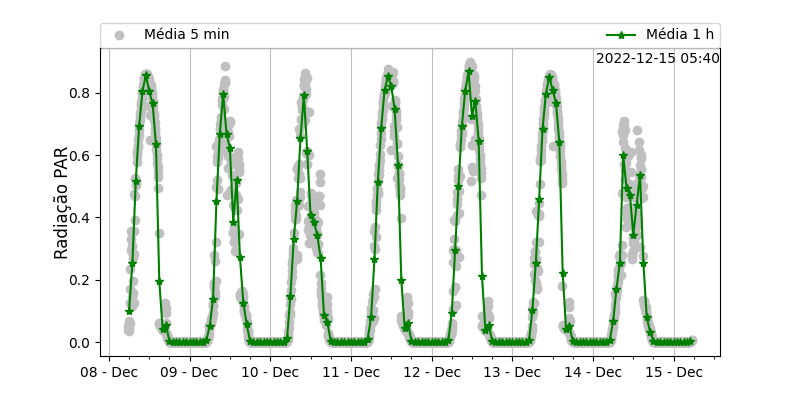 Média 5 min
Média 1 h
2022-12-15 05:40
Radiação PAR
0.8
0.6
0.4
0.2
0.0
08 - Dec
09 - Dec
10 - Dec
11 - Dec
12 - Dec
13 - Dec
14 - Dec
15 - Dec